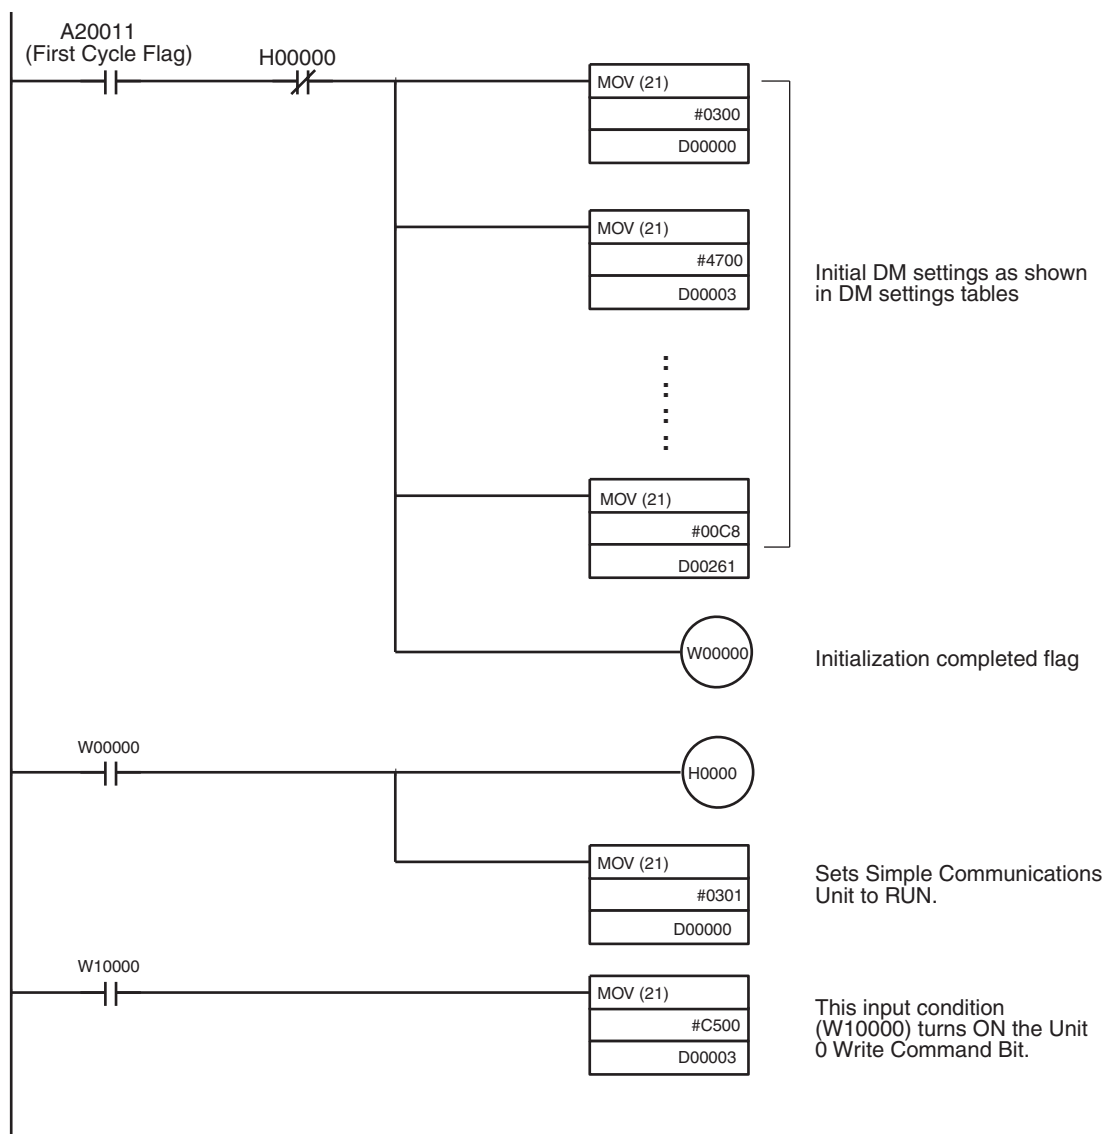 A20011
(First Cycle Flag)
H00000
MOV (21)
#0300
D00000
MOV (21)
#4700
D00003
Initial DM settings as shown
in DM settings tables
MOV (21)
#00C8
D00261
W00000
Initialization completed flag
W00000
H0000
MOV (21)
#0301
D00000
Sets Simple Communications
Unit to RUN.
W10000
MOV (21)
#C500
D00003
This input condition
(W10000) turns ON the Unit
0 Write Command Bit.